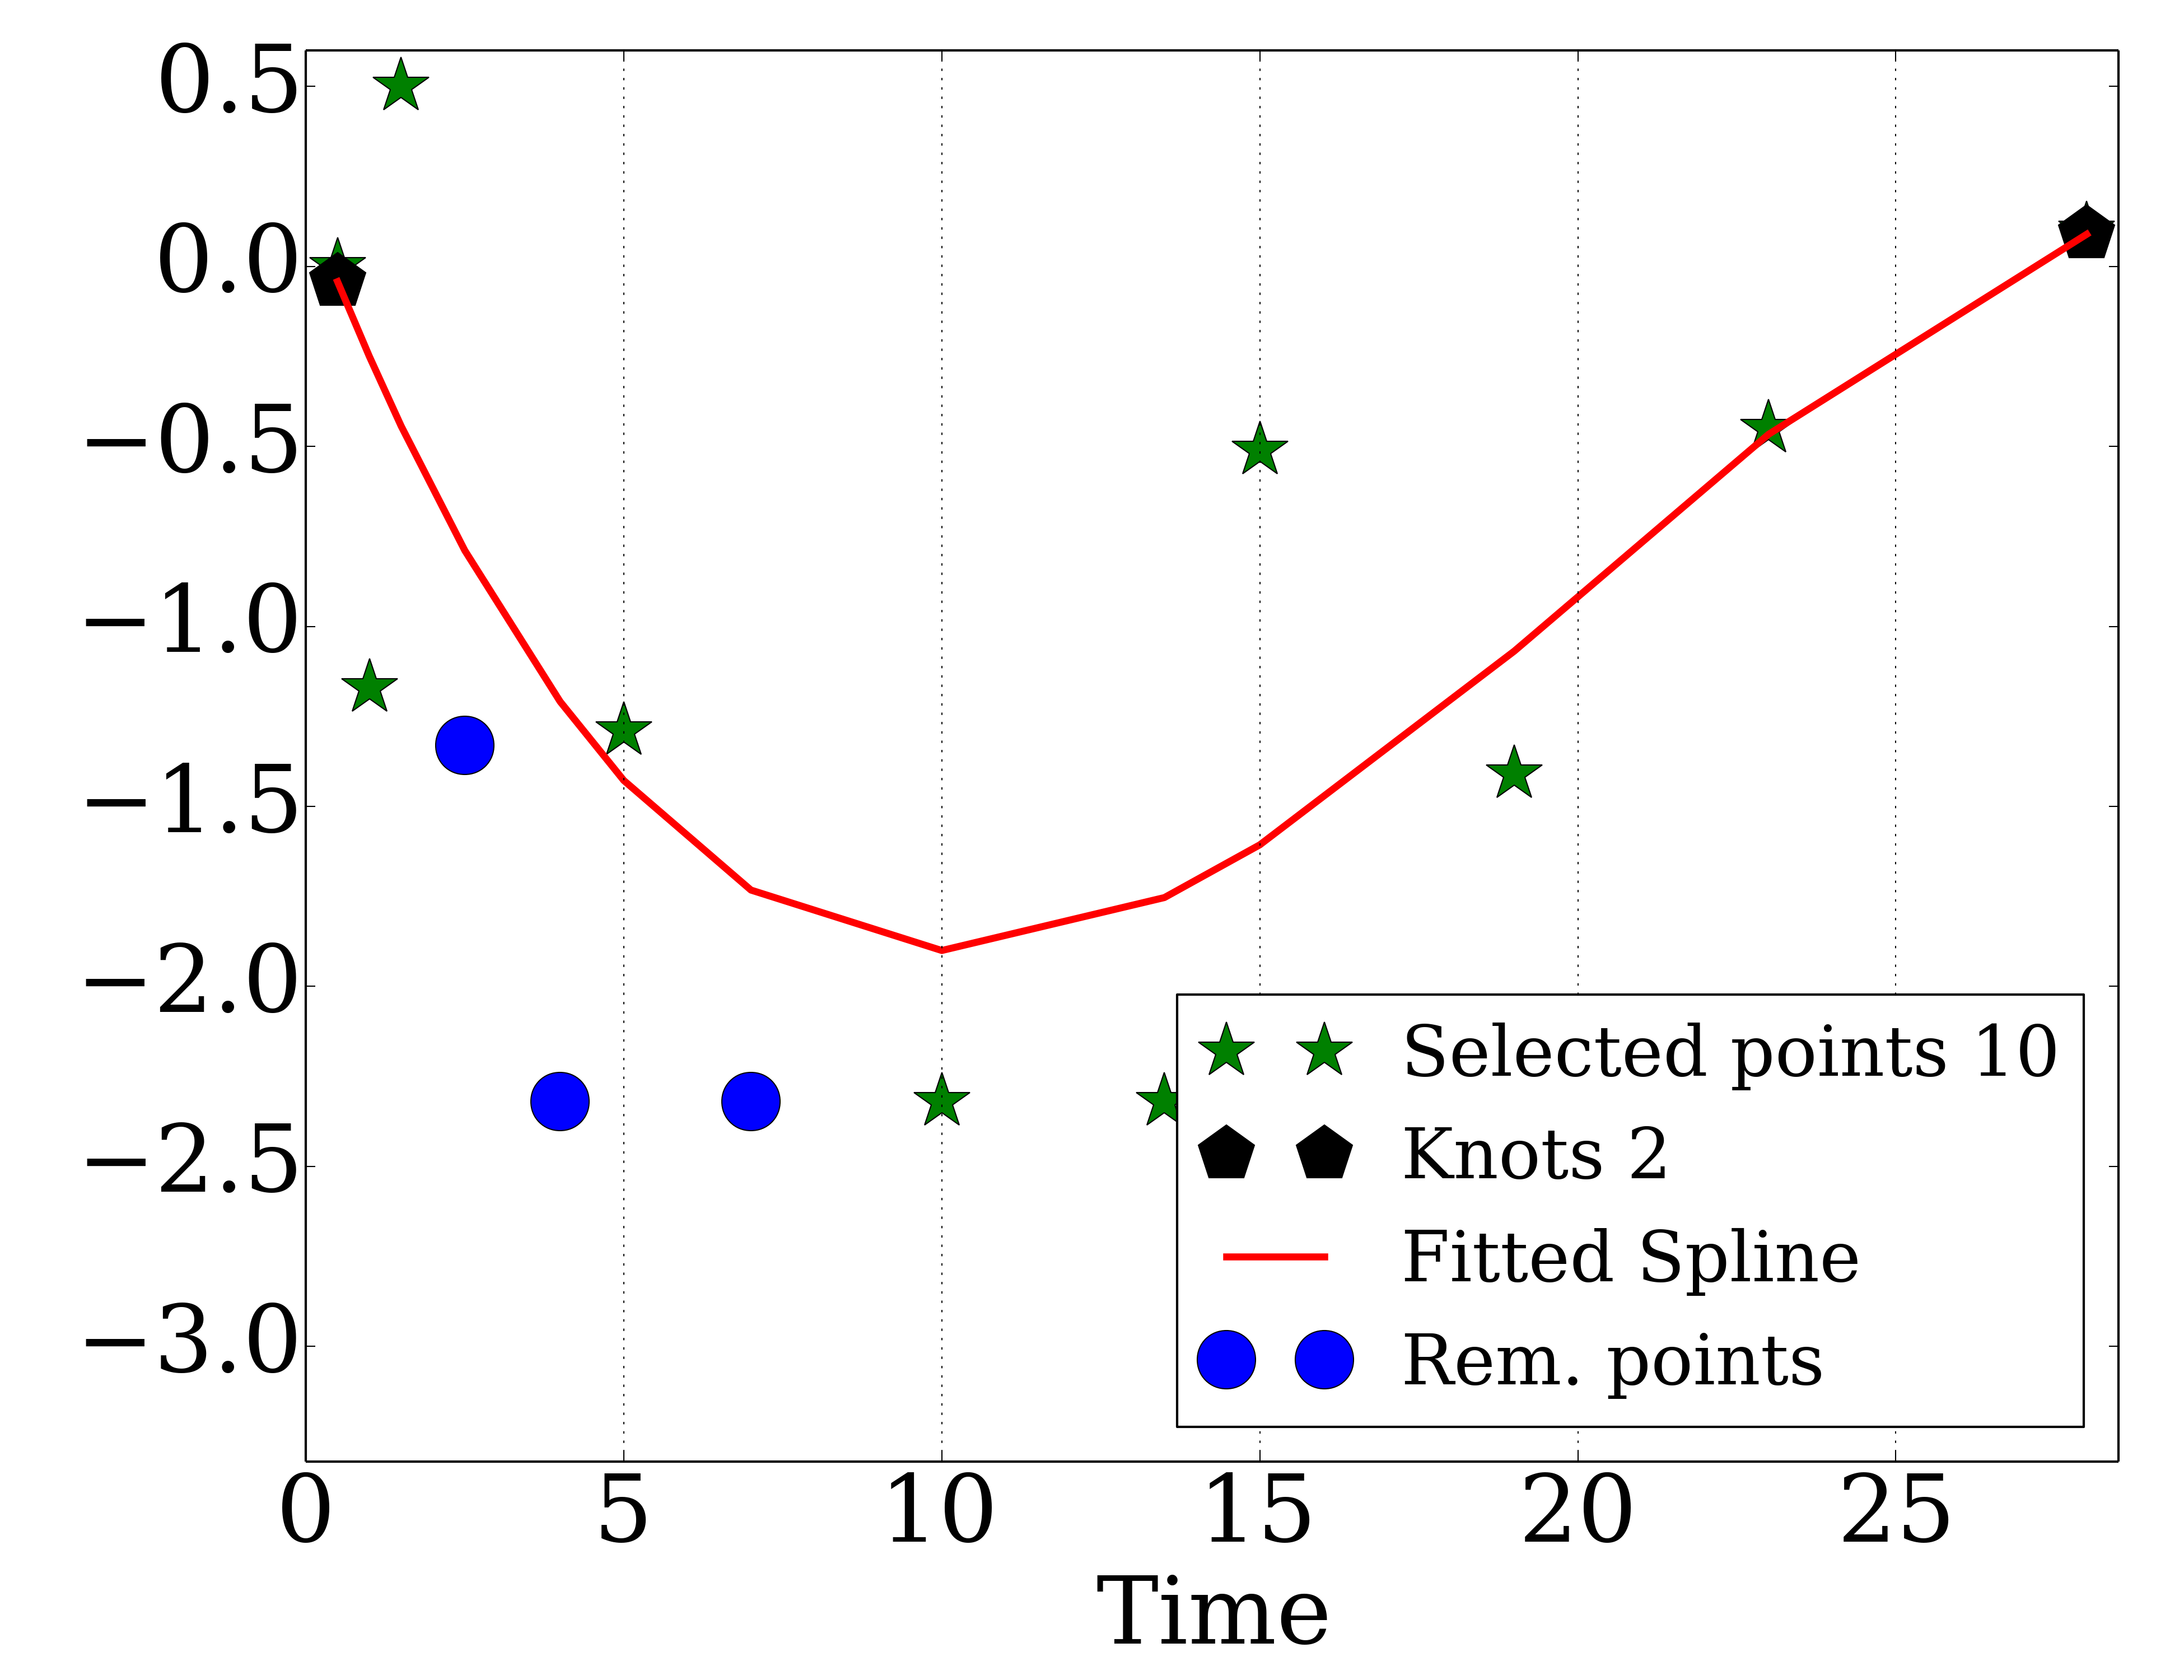 0.5
0.0
−0.5
−1.0
−1.5
−2.0
−2.5
−3.0
Selected points 10
Knots 2
Fitted Spline
Rem. points
0 5 10 15 20 25
Time